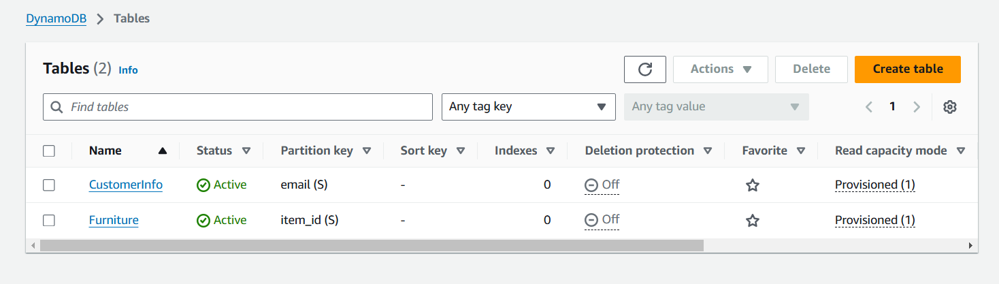 DynamoDB > Tables
Tables (2) Info Actions Delete Create table
Find tables Any tag key Any tag value 1
Name Status Partition key Sort key Indexes Deletion protection Favorite Read capacity mode
CustomerInfo Active email (S) - 0 Off Provisioned (1)
Furniture Active item_id (S) - 0 Off Provisioned (1)